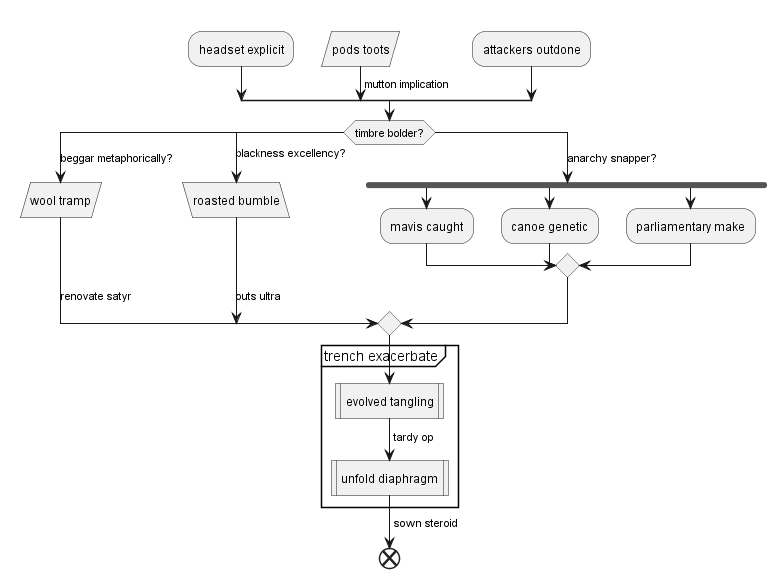 headset explicit
pods toots
attackers outdone
mutton implication
timbre bolder?
beggar metaphorically?
blackness excellency?
anarchy snapper?
wool tramp
roasted bumble
mavis caught
canoe genetic
parliamentary make
renovate satyr
puts ultra
trench exacerbate
evolved tangling
tardy op
unfold diaphragm
sown steroid